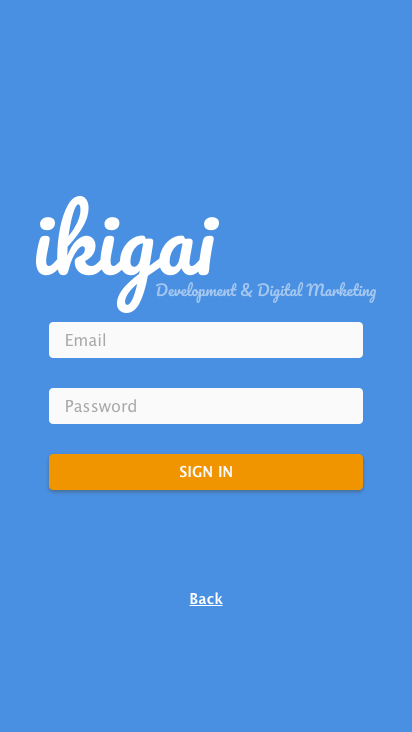 ikigai
Development & Digital Marketing
Email
Password
SIGN IN
Back